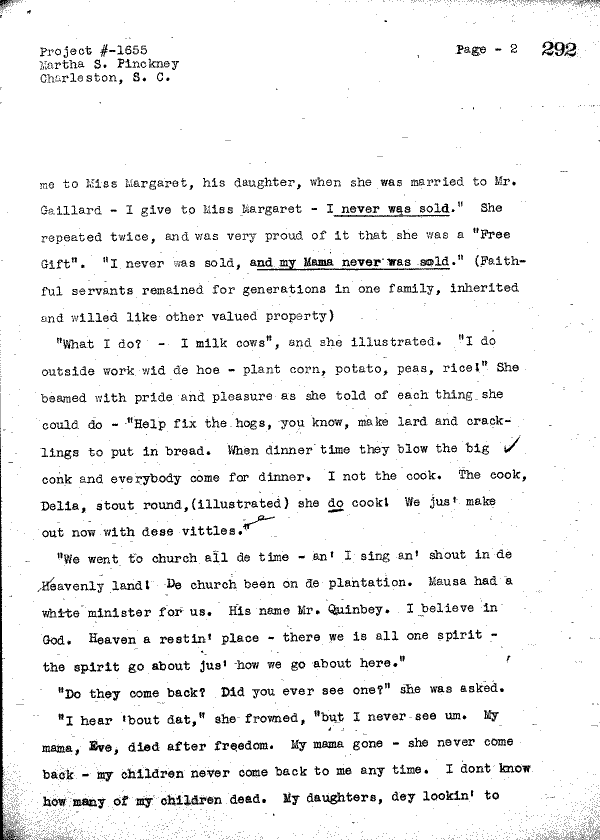 Project #-1655
Martha S. Pinckney
Charleston, S. C.
Page - 2 292
me to Miss Margaret, his daughter, when she was married to Mr.
Gaillard - I give to Miss Margaret - I never was sold." She
repeated twice, and was very proud of it that she was a "Free
Gift". "I never was sold, and my Mama never was sold." (Faith-
ful servants remained for generations in one family, inherited
and willed like other valued property)
"What I do? - I milk cows", and she illustrated. "I do
outside work wid de hoe - plant corn, potato, peas, rice!" She
beamed with pride and pleasure as she told of each thing she
could do - "Help fix the hogs, you know, make lard and crack-
lings to put in bread. When dinner time they blow the big
conk and everybody come for dinner. I not the cook. The cook,
Delia, stout round,(illustrated) she do cook! We jus' make
out now with dese vittles."
"We went to church all de time - an' I sing an' shout in de
Heavenly land! De church been on de plantation. Mausa had a
white minister for us. His name Mr. Quinbey. I believe in
God. Heaven a restin' place - there we is all one spirit -
the spirit go about jus' how we go about here."
"Do they come back? Did you ever see one?" she was asked.
"I hear 'bout dat," she frowned, "but I never see um. My
mama, Eve, died after freedom. My mama gone - she never come
back - my children never come back to me any time. I dont know
how many of my children dead. My daughters, dey lookin' to